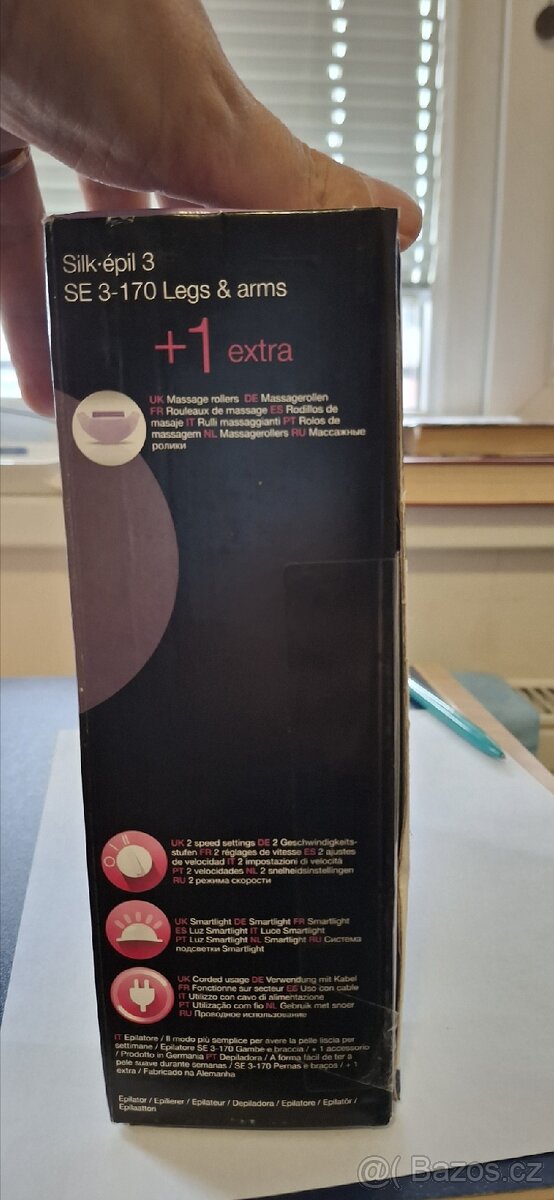 Silk·épil 3
SE 3-170 Legs & arms
+1 extra
UK Massage rollers DE Massagerollen
FR Rouleaux de massage ES Rodillos de
masaje IT Rulli massaggianti PT Rolos de
massagem NL Massagerollers RU Массажные
ролики
UK 2 speed settings DE 2 Geschwindigkeits-
stufen FR 2 réglages de vitesse ES 2 ajustes
de velocidad IT 2 impostazioni di velocità
PT 2 velocidades NL 2 snelheidsinstellingen
RU 2 режима скорости
UK Smartlight DE Smartlight FR Smartlight
ES Luz Smartlight IT Luce Smartlight
PT Luz Smartlight NL Smartlight RU Система
подсветки Smartlight
UK Corded usage DE Verwendung mit Kabel
FR Fonctionne sur secteur ES Uso con cable
IT Utilizzo con cavo di alimentazione
PT Utilização com fio NL Gebruik met snoer
RU Проводное использование
IT Epilatore / Il modo più semplice per avere la pelle liscia per
settimane / Epilatore SE 3-170 Gambe e braccia / + 1 accessorio
/ Prodotto in Germania PT Depiladora / A forma fácil de ter a
pele suave durante semanas / SE 3-170 Pernas e braços / + 1
extra / Fabricado na Alemanha
Epilator / Epilierer / Epilateur / Depiladora / Epilatore / Epilatör /
Epilaatton
@( Bazos.cz